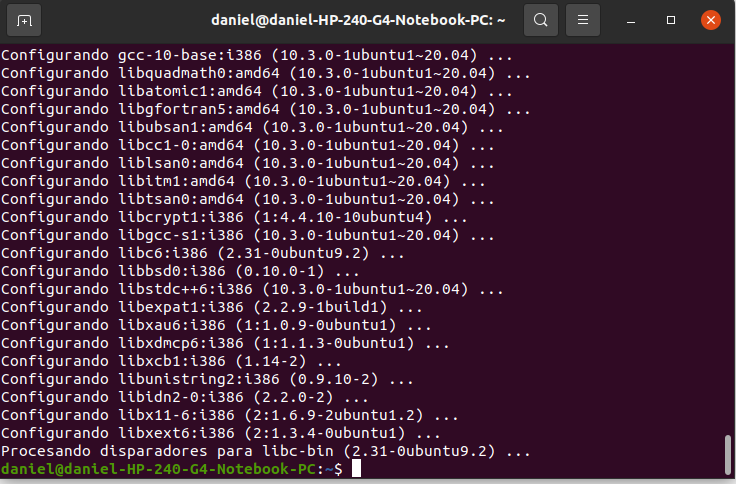 daniel@daniel-HP-240-G4-Notebook-PC: ~
Configurando gcc-10-base:i386 (10.3.0-1ubuntu1~20.04) ...
Configurando libquadmath0:amd64 (10.3.0-1ubuntu1~20.04) ...
Configurando libatomic1:amd64 (10.3.0-1ubuntu1~20.04) ...
Configurando libgfortran5:amd64 (10.3.0-1ubuntu1~20.04) ...
Configurando libubsan1:amd64 (10.3.0-1ubuntu1~20.04) ...
Configurando libcc1-0:amd64 (10.3.0-1ubuntu1~20.04) ...
Configurando liblsan0:amd64 (10.3.0-1ubuntu1~20.04) ...
Configurando libitm1:amd64 (10.3.0-1ubuntu1~20.04) ...
Configurando libtsan0:amd64 (10.3.0-1ubuntu1~20.04) ...
Configurando libcrypt1:i386 (1:4.4.10-10ubuntu4) ...
Configurando libgcc-s1:i386 (10.3.0-1ubuntu1~20.04) ...
Configurando libc6:i386 (2.31-0ubuntu9.2) ...
Configurando libbsd0:i386 (0.10.0-1) ...
Configurando libstdc++6:i386 (10.3.0-1ubuntu1~20.04) ...
Configurando libexpat1:i386 (2.2.9-1build1) ...
Configurando libxau6:i386 (1:1.0.9-0ubuntu1) ...
Configurando libxdmcp6:i386 (1:1.1.3-0ubuntu1) ...
Configurando libxcb1:i386 (1.14-2) ...
Configurando libunistring2:i386 (0.9.10-2) ...
Configurando libidn2-0:i386 (2.2.0-2) ...
Configurando libx11-6:i386 (2:1.6.9-2ubuntu1.2) ...
Configurando libxext6:i386 (2:1.3.4-0ubuntu1) ...
Procesando disparadores para libc-bin (2.31-0ubuntu9.2) ...
daniel@daniel-HP-240-G4-Notebook-PC:~$